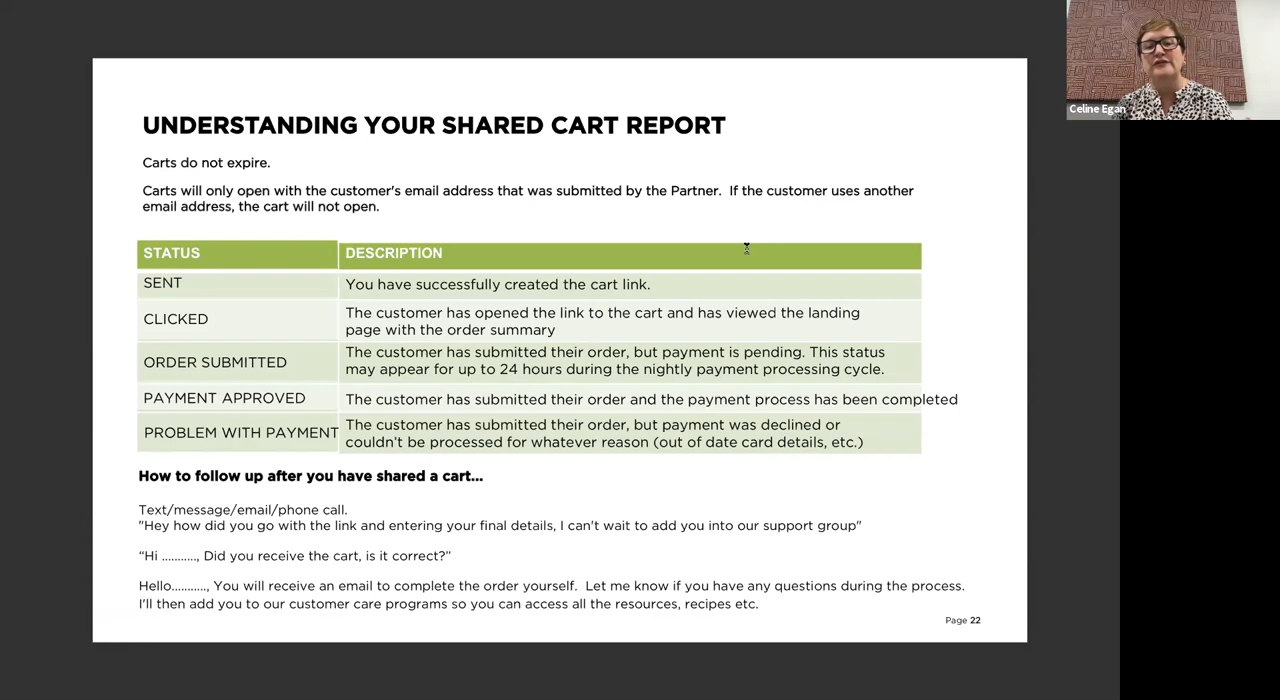 Celine Egan
UNDERSTANDING YOUR SHARED CART REPORT
Carts do not expire.
Carts will only open with the customer's email address that was submitted by the Partner.  If the customer uses another
email address, the cart will not open.
STATUS
DESCRIPTION
SENT
You have successfully created the cart link.
CLICKED
The customer has opened the link to the cart and has viewed the landing
page with the order summary
ORDER SUBMITTED
The customer has submitted their order, but payment is pending. This status
may appear for up to 24 hours during the nightly payment processing cycle.
PAYMENT APPROVED
The customer has submitted their order and the payment process has been completed
PROBLEM WITH PAYMENT
The customer has submitted their order, but payment was declined or
couldn't be processed for whatever reason (out of date card details, etc.)
How to follow up after you have shared a cart...
Text/message/email/phone call.
"Hey how did you go with the link and entering your final details, I can't wait to add you into our support group"
“Hi ..........., Did you receive the cart, is it correct?”
Hello..........., You will receive an email to complete the order yourself.  Let me know if you have any questions during the process.
I'll then add you to our customer care programs so you can access all the resources, recipes etc.
Page 22